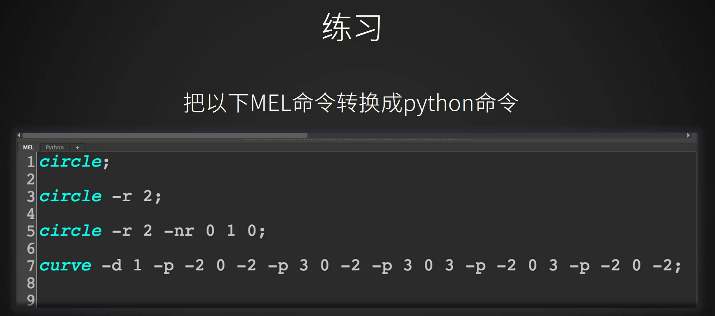 练习
把以下MEL命令转换成python命令
MEL Python +
1 circle;
2
3 circle -r 2;
4
5 circle -r 2 -nr 0 1 0;
6
7 curve -d 1 -p -2 0 -2 -p 3 0 -2 -p 3 0 3 -p -2 0 3 -p -2 0 -2;
8
9